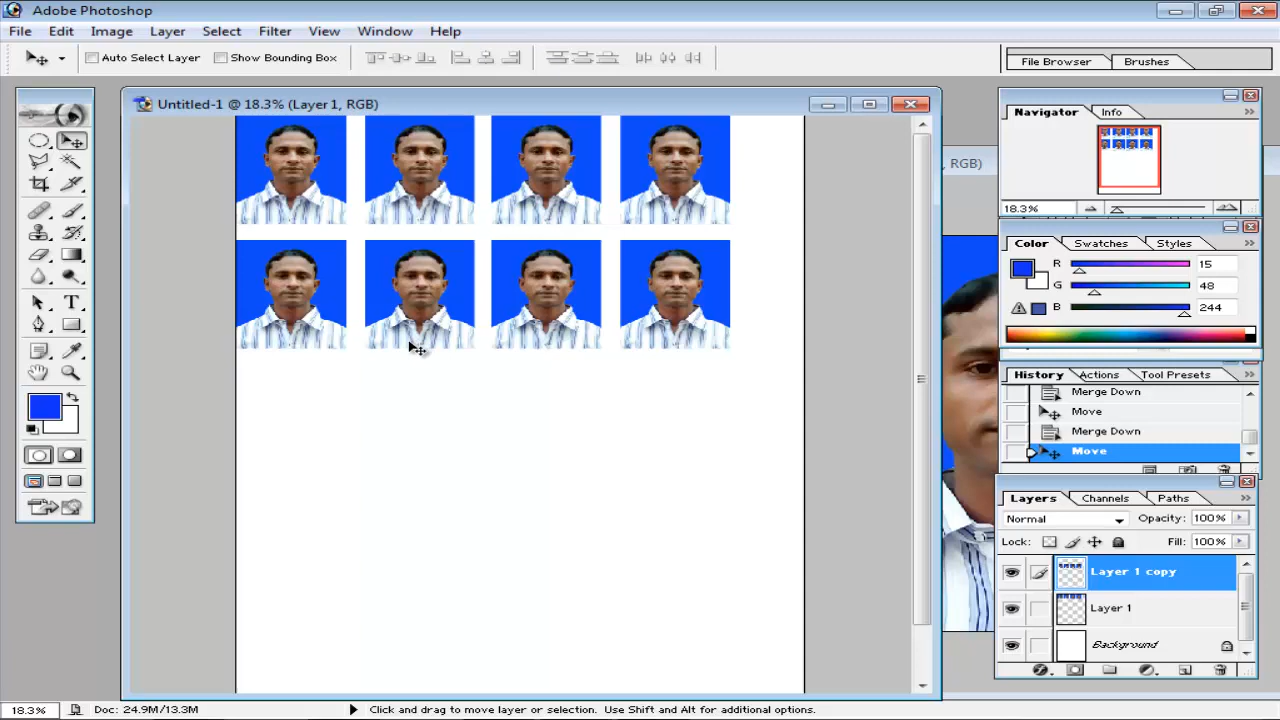 Adobe Photoshop
File Edit Image Layer Select Filter View Window Help
Auto Select Layer Show Bounding Box
File Browser Brushes
Untitled-1 @ 18.3% (Layer 1, RGB)
RGB)
Navigator Info
18.3%
Color Swatches Styles
R 15
G 48
B 244
History Actions Tool Presets
Merge Down
Move
Merge Down
Move
Layers Channels Paths
Normal Opacity: 100%
Lock: Fill: 100%
Layer 1 copy
Layer 1
Background
18.3% Doc: 24.9M/13.3M Click and drag to move layer or selection. Use Shift and Alt for additional options.